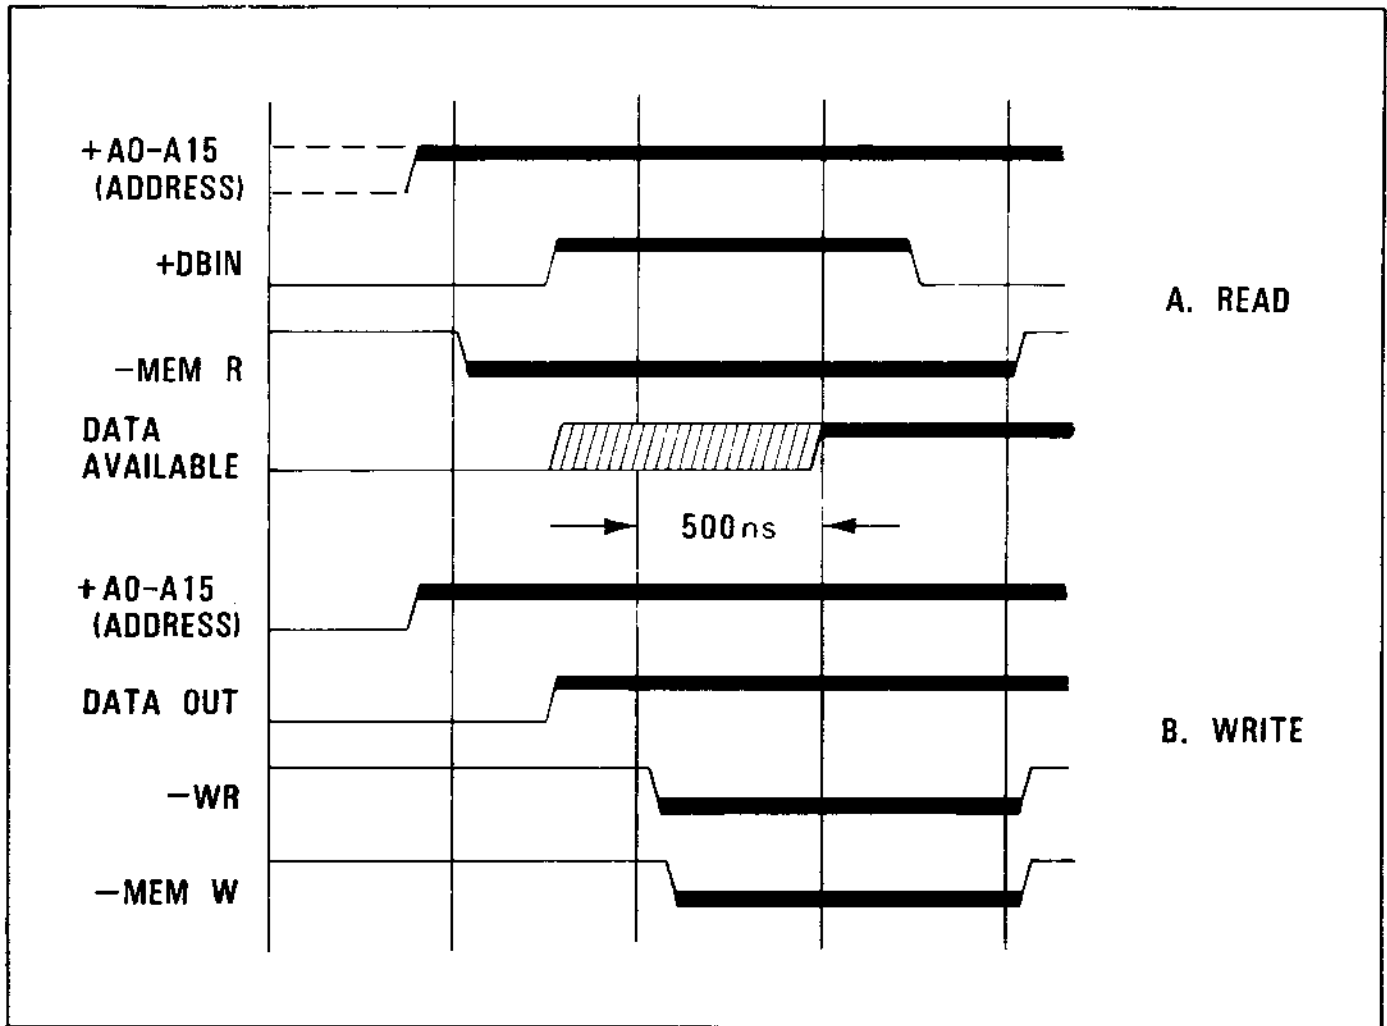 +A0-A15
(ADDRESS)
+DBIN
A. READ
-MEM R
DATA
AVAILABLE
500ns
+A0-A15
(ADDRESS)
DATA OUT
B. WRITE
-WR
-MEM W